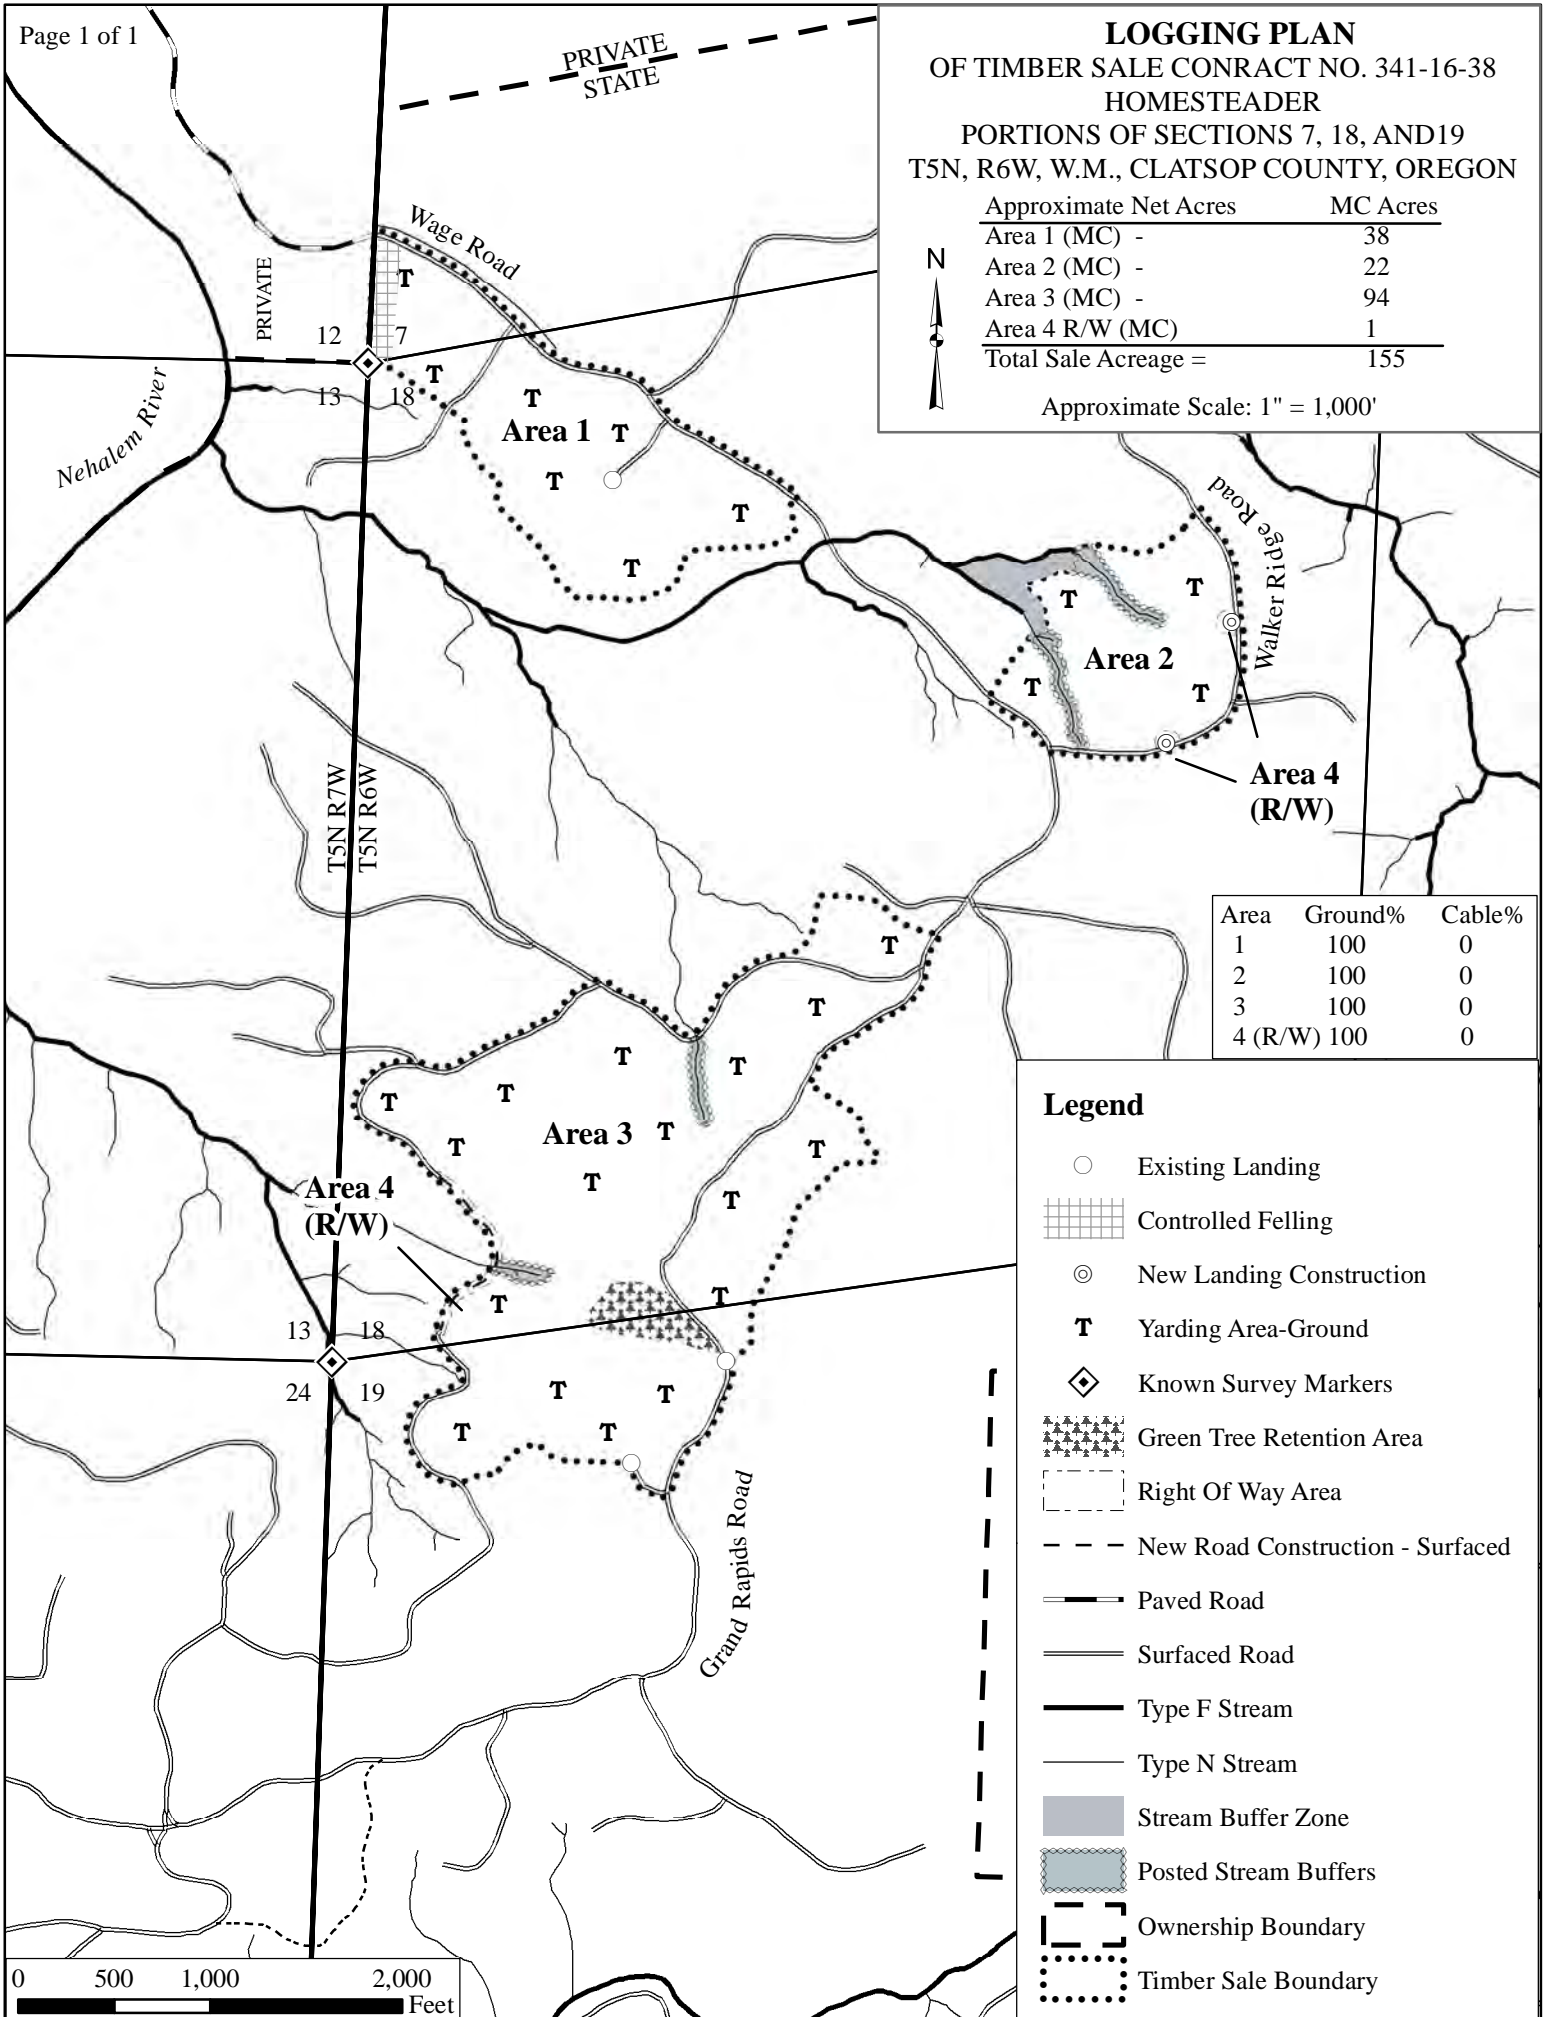 Page 1 of 1
PRIVATE
STATE
LOGGING PLAN
OF TIMBER SALE CONRACT NO. 341-16-38
HOMESTEADER
PORTIONS OF SECTIONS 7, 18, AND19
T5N, R6W, W.M., CLATSOP COUNTY, OREGON
Approximate Net Acres MC Acres
Area 1 (MC) - 38
Area 2 (MC) - 22
Area 3 (MC) - 94
Area 4 R/W (MC) 1
Total Sale Acreage = 155
Approximate Scale: 1" = 1,000'
N
Wage Road
PRIVATE
T
12 7
13 18
T
T
Area 1 T
T
T
T
Nehalem River
Walker Ridge Road
T
T
Area 2
T
T
Area 4
(R/W)
T5N R7W
T5N R6W
Area Ground% Cable%
1 100 0
2 100 0
3 100 0
4 (R/W) 100 0
T
T
T
T
T
T
T
Area 3 T
T
T
T
Area 4
(R/W)
T
T
13 18
24 19
T
T
T
T
Grand Rapids Road
Legend
Existing Landing
Controlled Felling
New Landing Construction
T Yarding Area-Ground
Known Survey Markers
Green Tree Retention Area
Right Of Way Area
New Road Construction - Surfaced
Paved Road
Surfaced Road
Type F Stream
Type N Stream
Stream Buffer Zone
Posted Stream Buffers
Ownership Boundary
Timber Sale Boundary
0 500 1,000 2,000
Feet